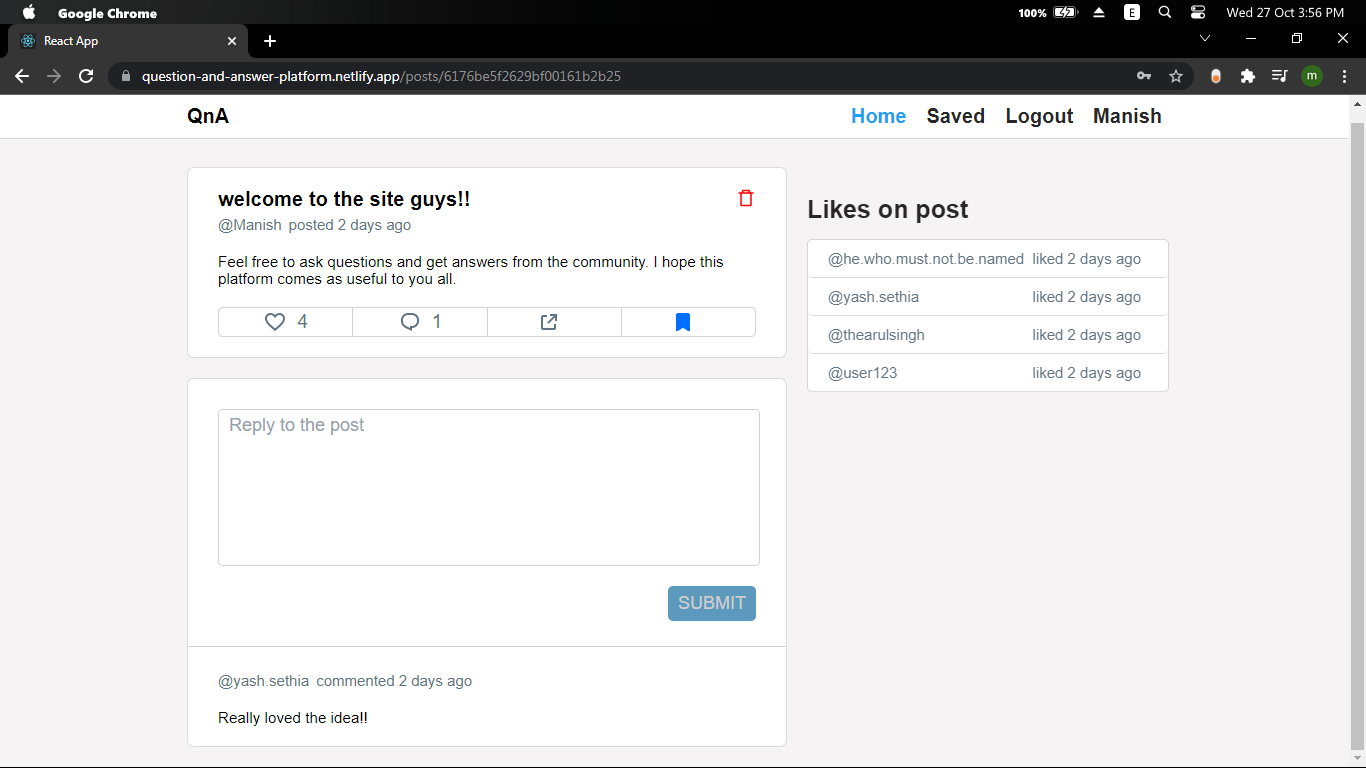 Google Chrome
100%
E
Wed 27 Oct 3:56 PM
React App
question-and-answer-platform.netlify.app/posts/6176be5f2629bf00161b2b25
m
QnA
Home Saved Logout Manish
welcome to the site guys!!
@Manish posted 2 days ago
Feel free to ask questions and get answers from the community. I hope this
platform comes as useful to you all.
4 1
Reply to the post
SUBMIT
@yash.sethia commented 2 days ago
Really loved the idea!!
Likes on post
@he.who.must.not.be.named liked 2 days ago
@yash.sethia liked 2 days ago
@thearulsingh liked 2 days ago
@user123 liked 2 days ago